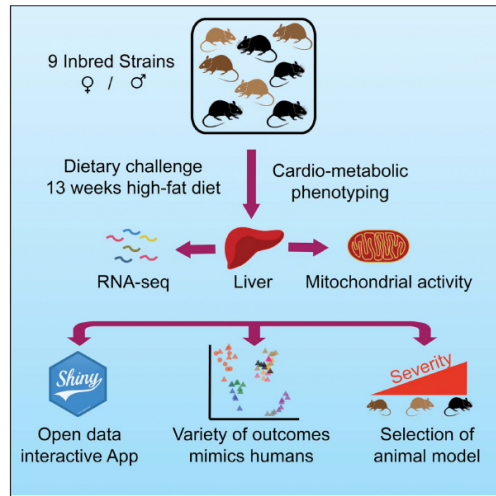 9 Inbred Strains
♀ / ♂
Dietary challenge
13 weeks high-fat diet
Cardio-metabolic
phenotyping
RNA-seq
Liver
Mitochondrial activity
Shiny
Severity
Open data
interactive App
Variety of outcomes
mimics humans
Selection of
animal model